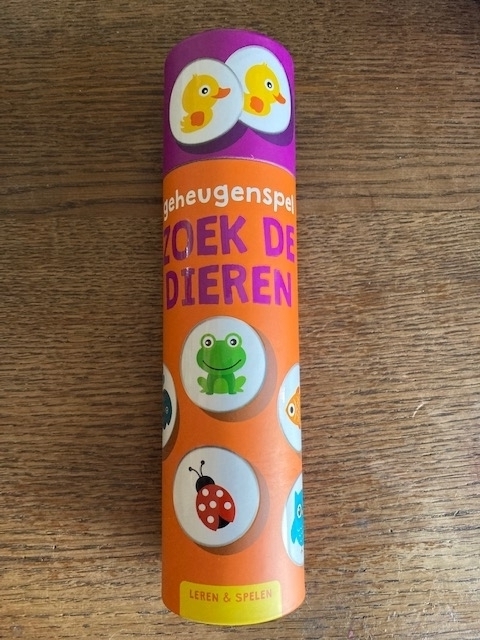 geheugenspel
ZOEK DE
DIEREN
LEREN & SPELEN